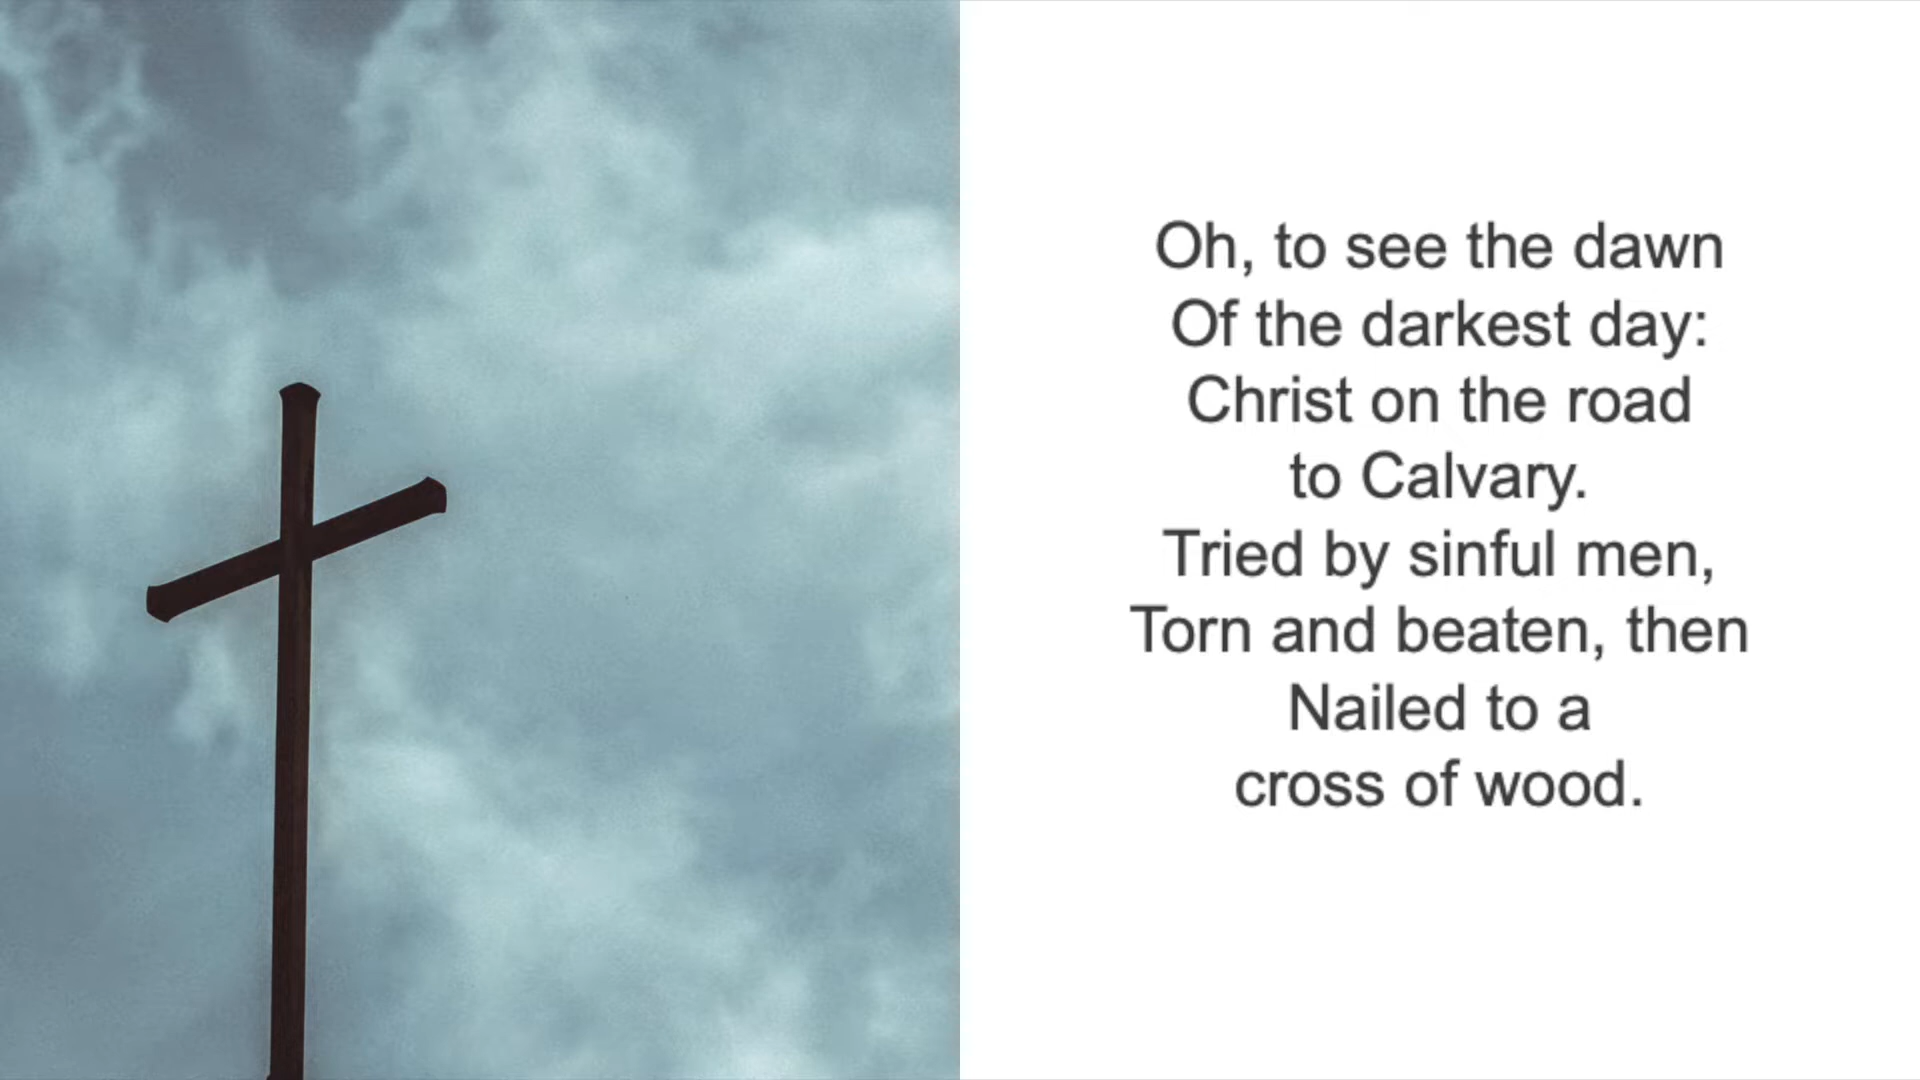 Oh, to see the dawn
Of the darkest day:
Christ on the road
to Calvary.
Tried by sinful men,
Torn and beaten, then
Nailed to a
cross of wood.